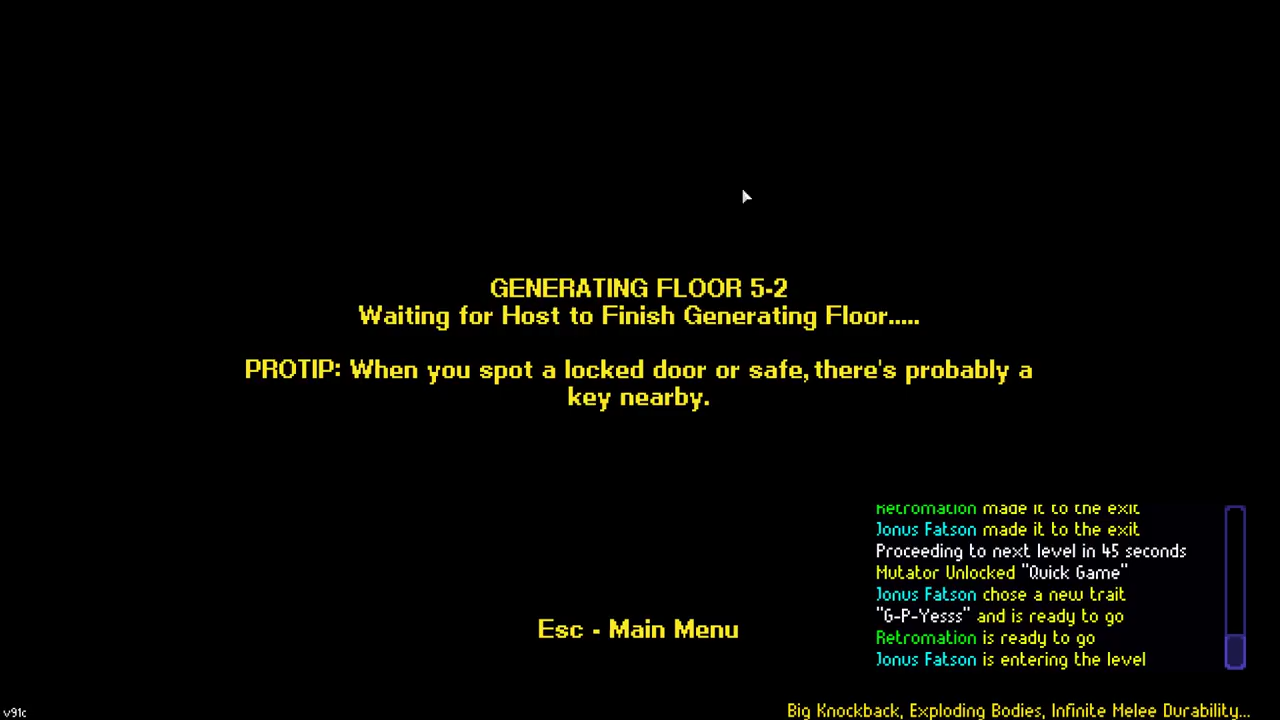 GENERATING FLOOR 5-2
Waiting for Host to Finish Generating Floor.....
PROTIP: When you spot a locked door or safe, there's probably a
key nearby.
Retromation made it to the exit
Jonus Fatson made it to the exit
Proceeding to next level in 45 seconds
Mutator Unlocked "Quick Game"
Jonus Fatson chose a new trait
"G-P-Yesss" and is ready to go
Retromation is ready to go
Jonus Fatson is entering the level
Esc - Main Menu
v91c
Big Knockback, Exploding Bodies, Infinite Melee Durability...